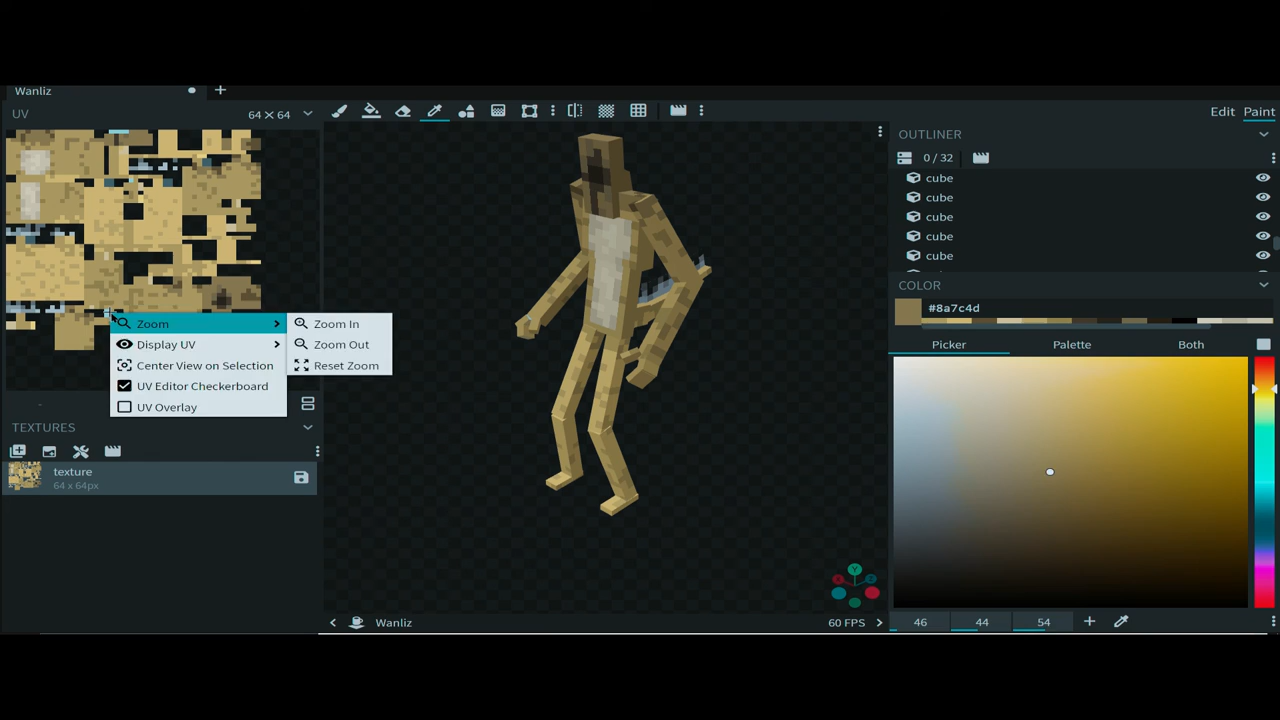 Wanliz
UV
64 × 64
Edit
Paint
OUTLINER
0 / 32
cube
cube
cube
cube
cube
COLOR
#8a7c4d
Picker
Palette
Both
Zoom
Display UV
Center View on Selection
UV Editor Checkerboard
UV Overlay
Zoom In
Zoom Out
Reset Zoom
TEXTURES
texture
64 x 64px
Y
X
Z
Wanliz
60 FPS
46
44
54